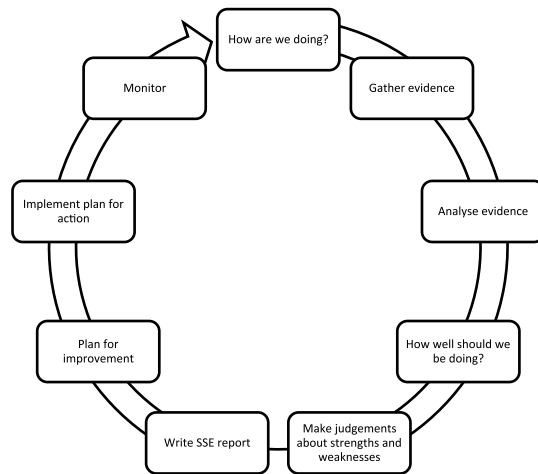 How are we doing?
Gather evidence
Analyse evidence
How well should we
be doing?
Make judgements
about strengths and
weaknesses
Write SSE report
Plan for
improvement
Implement plan for
action
Monitor